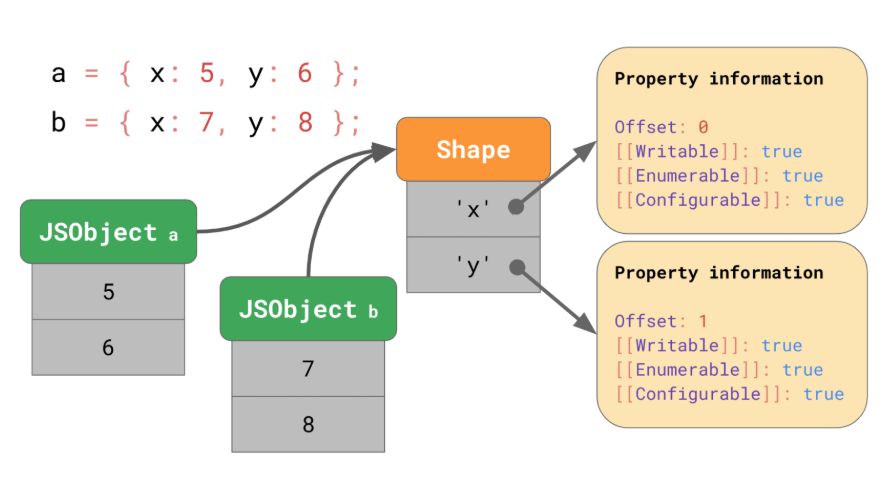 a = { x: 5, y: 6 };
b = { x: 7, y: 8 };
JSObject a
5
6
JSObject b
7
8
Shape
'x'
'y'
Property information
Offset: 0
[[Writable]]: true
[[Enumerable]]: true
[[Configurable]]: true
Property information
Offset: 1
[[Writable]]: true
[[Enumerable]]: true
[[Configurable]]: true